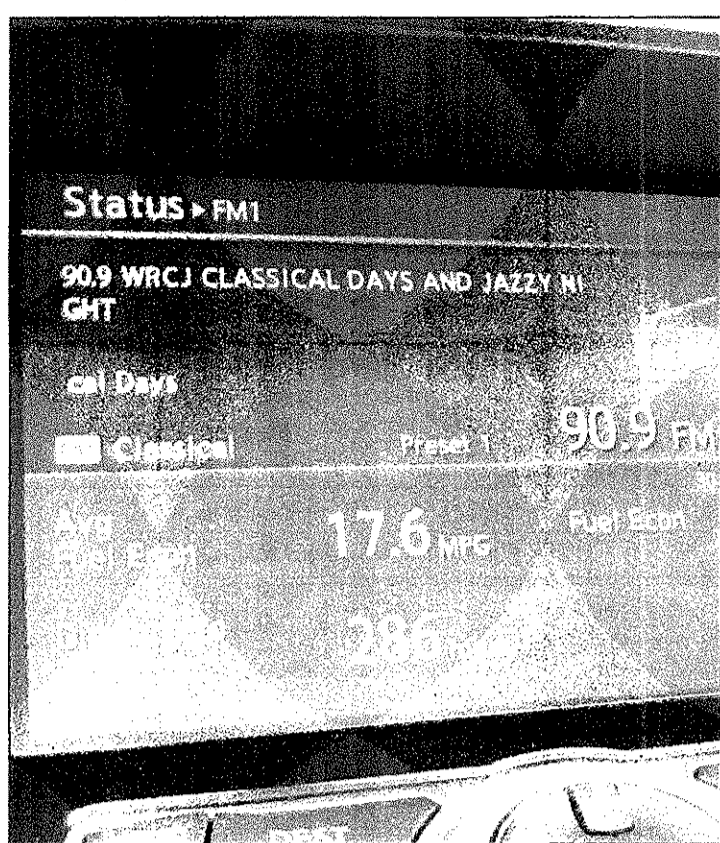 Status ▸ FM1
90.9 WRCJ CLASSICAL DAYS AND JAZZY NI
GHT
cal Days
Classical Preset 1 90.9 FM
Avg Fuel Econ
Fuel Econ 17.6 MPG
286